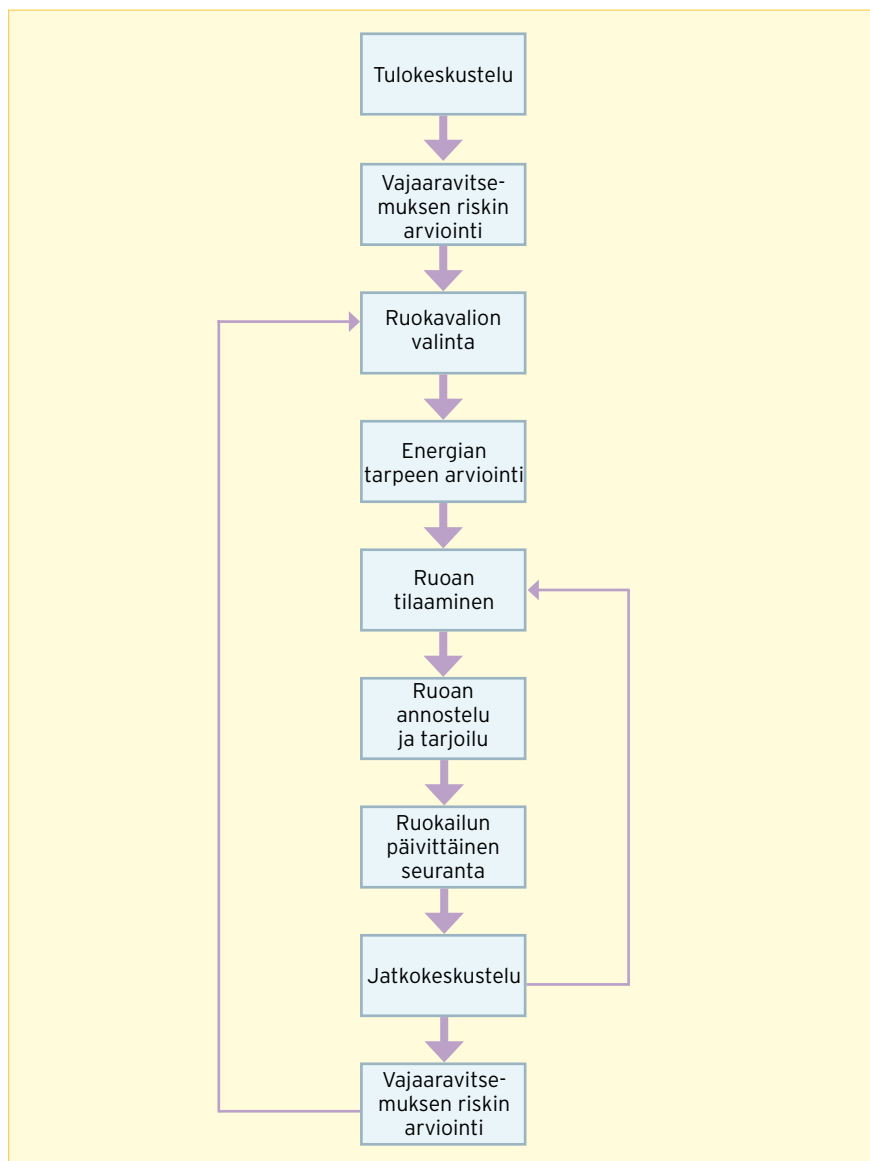 Tulokeskustelu
Vajaaravitse-
muksen riskin
arviointi
Ruokavalion
valinta
Energian
tarpeen arviointi
Ruoan
tilaaminen
Ruoan
annostelu
ja tarjoilu
Ruokailun
päivittäinen
seuranta
Jatkokeskustelu
Vajaaravitse-
muksen riskin
arviointi